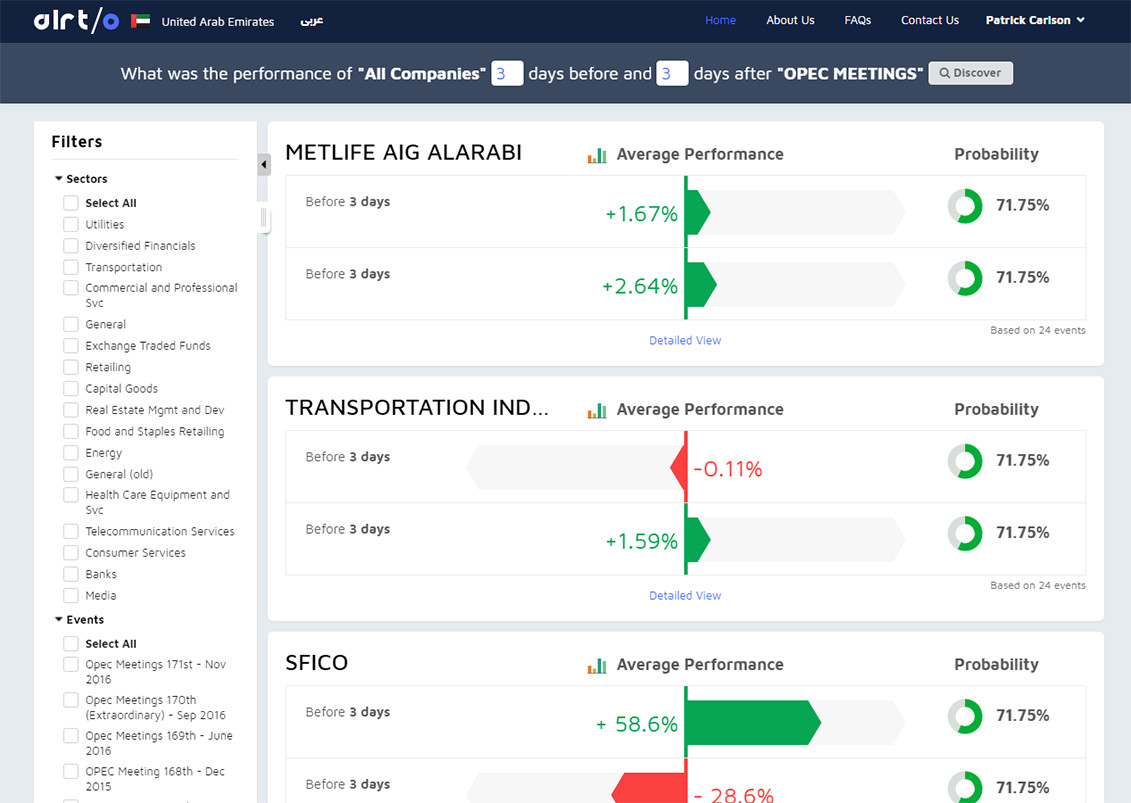 alrt/o United Arab Emirates عربى Home About Us FAQs Contact Us Patrick Carlson
What was the performance of "All Companies" 3 days before and 3 days after "OPEC MEETINGS" Discover
Filters
Sectors
Select All
Utilities
Diversified Financials
Transportation
Commercial and Professional
Svc
General
Exchange Traded Funds
Retailing
Capital Goods
Real Estate Mgmt and Dev
Food and Staples Retailing
Energy
General (old)
Health Care Equipment and
Svc
Telecommunication Services
Consumer Services
Banks
Media
Events
Select All
Opec Meetings 171st - Nov
2016
Opec Meetings 170th
(Extraordinary) - Sep 2016
Opec Meetings 169th - June
2016
OPEC Meeting 168th - Dec
2015
METLIFE AIG ALARABI Average Performance Probability
Before 3 days +1.67% 71.75%
Before 3 days +2.64% 71.75%
Based on 24 events
Detailed View
TRANSPORTATION IND... Average Performance Probability
Before 3 days -0.11% 71.75%
Before 3 days +1.59% 71.75%
Based on 24 events
Detailed View
SFICO Average Performance Probability
Before 3 days + 58.6% 71.75%
Before 3 days - 28.6% 71.75%